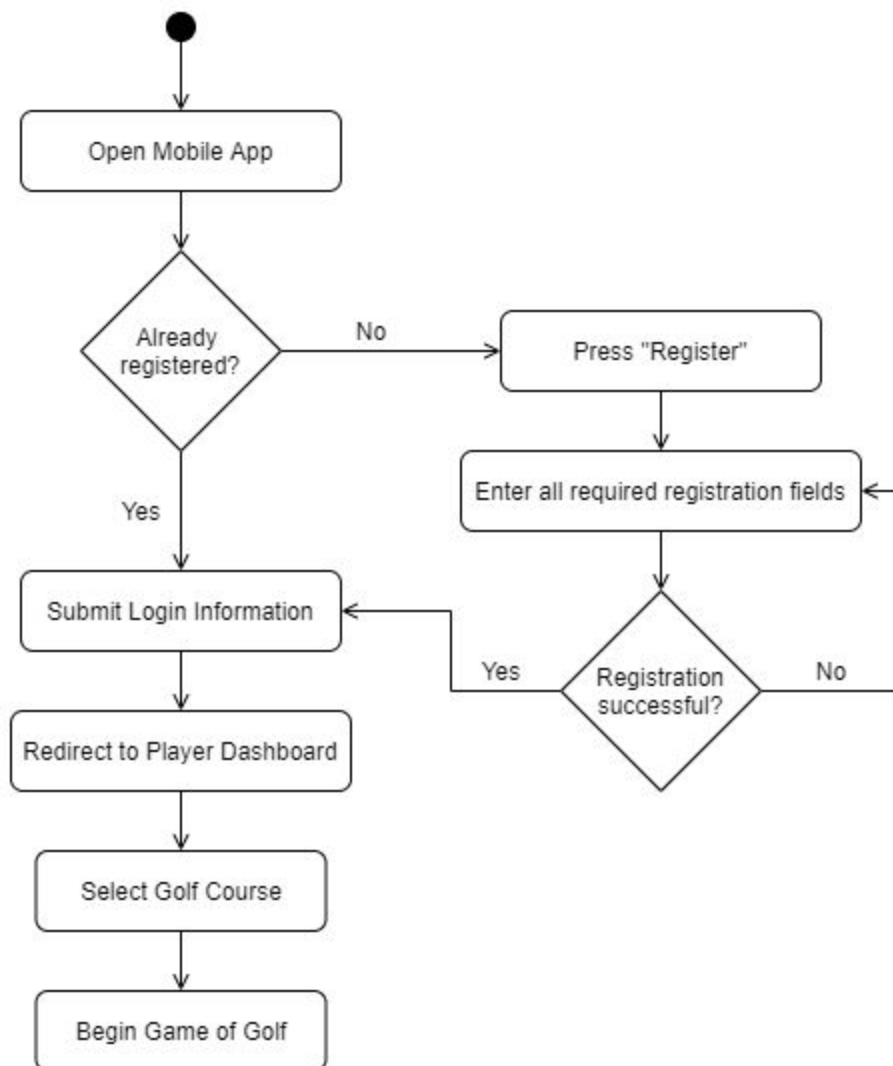 Open Mobile App
Already
registered?
No
Press "Register"
Enter all required registration fields
Yes
Submit Login Information
Yes
Registration
successful?
No
Redirect to Player Dashboard
Select Golf Course
Begin Game of Golf